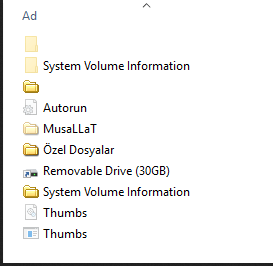 Ad
System Volume Information
Autorun
MusaLLaT
Özel Dosyalar
Removable Drive (30GB)
System Volume Information
Thumbs
Thumbs